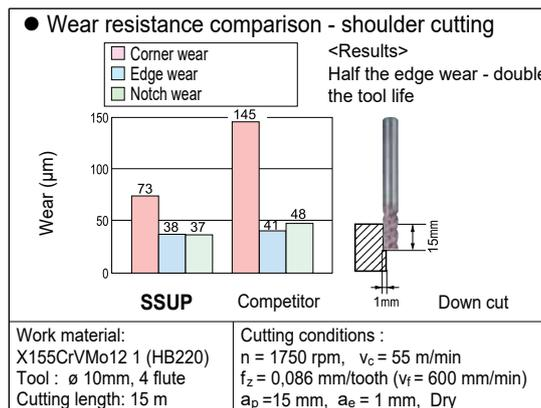 ● Wear resistance comparison - shoulder cutting
Corner wear
Edge wear
Notch wear
<Results>
Half the edge wear - double
the tool life
Wear (µm)
150
100
50
0
73
38
37
145
41
48
SSUP
Competitor
15mm
1mm
Down cut
Work material:
X155CrVMo12 1 (HB220)
Tool : ø 10mm, 4 flute
Cutting length: 15 m
Cutting conditions :
n = 1750 rpm, vc = 55 m/min
fz = 0,086 mm/tooth (vf = 600 mm/min)
ap =15 mm, ae = 1 mm, Dry